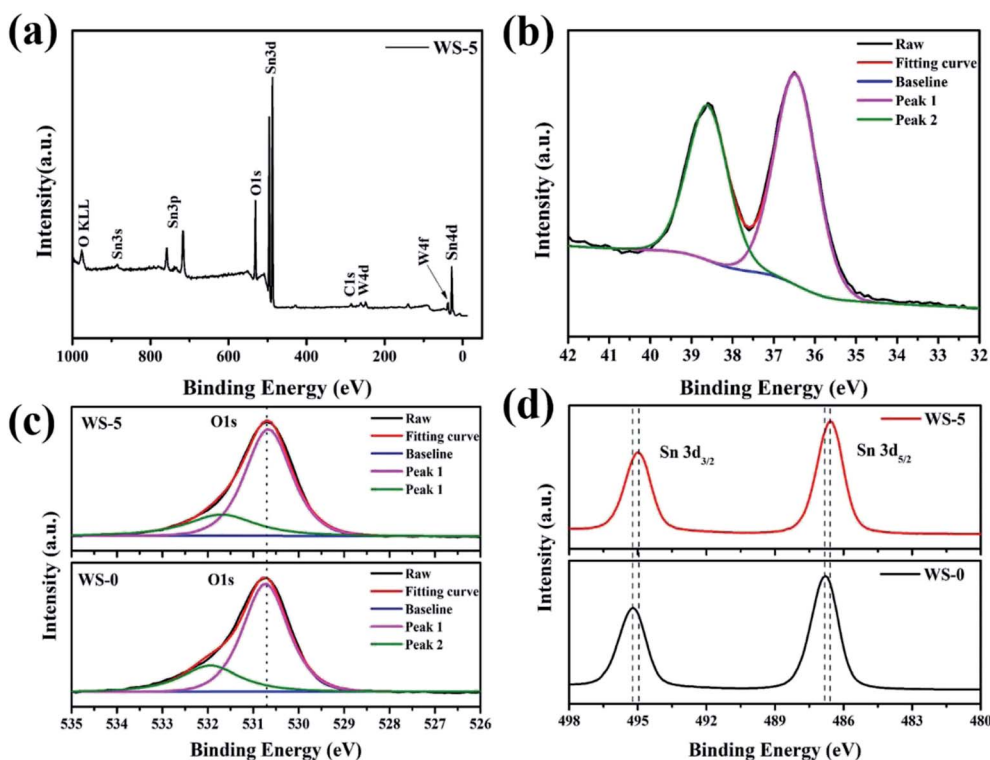 (a)
WS-5
O KLL
Sn3s
Sn3p
O1s
Sn3d
C1s
W4d
W4f
Sn4d
Intensity(a.u.)
1000 800 600 400 200 0
Binding Energy (eV)
(b)
Raw
Fitting curve
Baseline
Peak 1
Peak 2
Intensity (a.u.)
42 40 38 36 34 32
Binding Energy (eV)
(c)
WS-5
O1s
Raw
Fitting curve
Baseline
Peak 1
Peak 1
WS-0
O1s
Raw
Fitting curve
Baseline
Peak 1
Peak 2
Intensity (a.u.)
535 534 533 532 531 530 529 528 527 526
Binding Energy (eV)
(d)
WS-5
Sn 3d3/2
Sn 3d5/2
WS-0
Intensity (a.u.)
498 495 492 489 486 483 480
Binding Energy (eV)